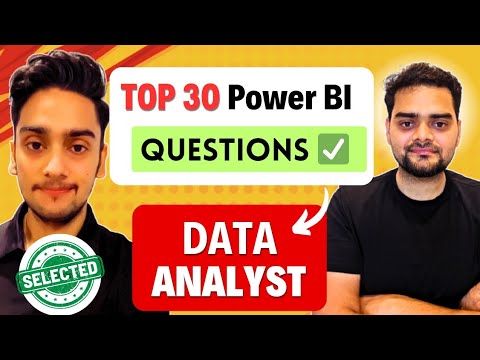 TOP 30 Power BI
QUESTIONS ✅
DATA
ANALYST
SELECTED